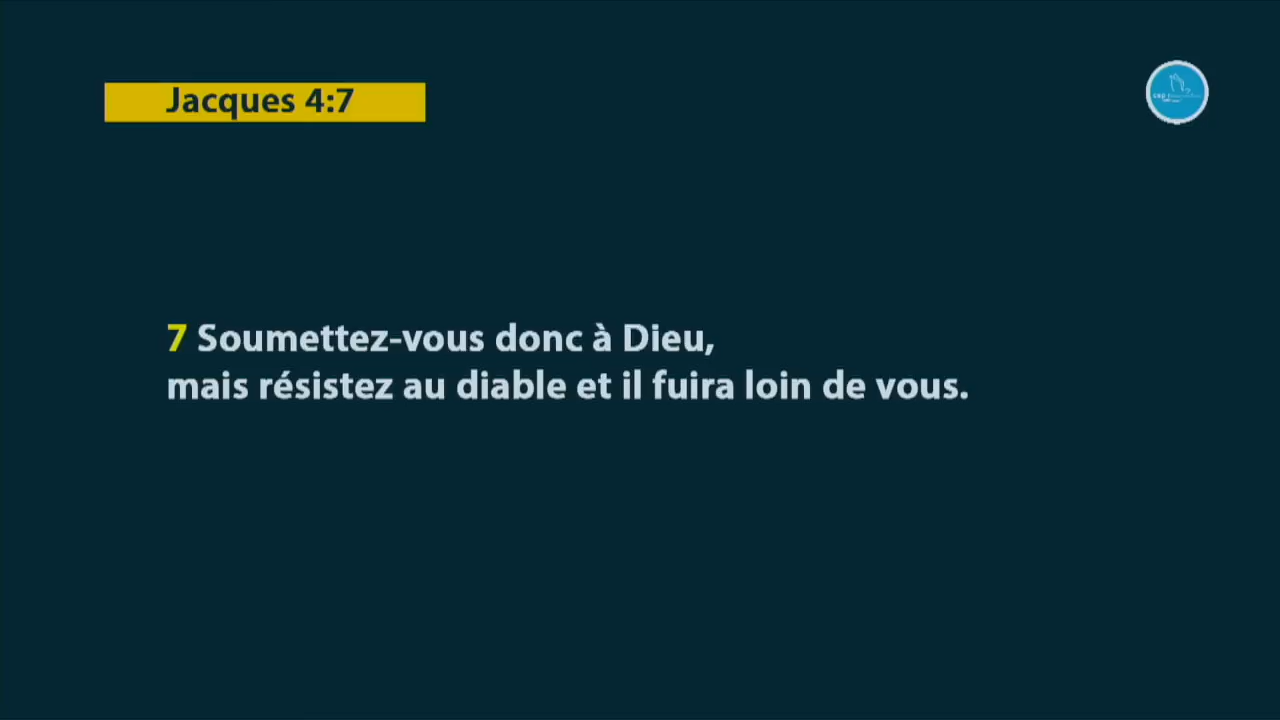 Jacques 4:7
7 Soumettez-vous donc à Dieu,
mais résistez au diable et il fuira loin de vous.